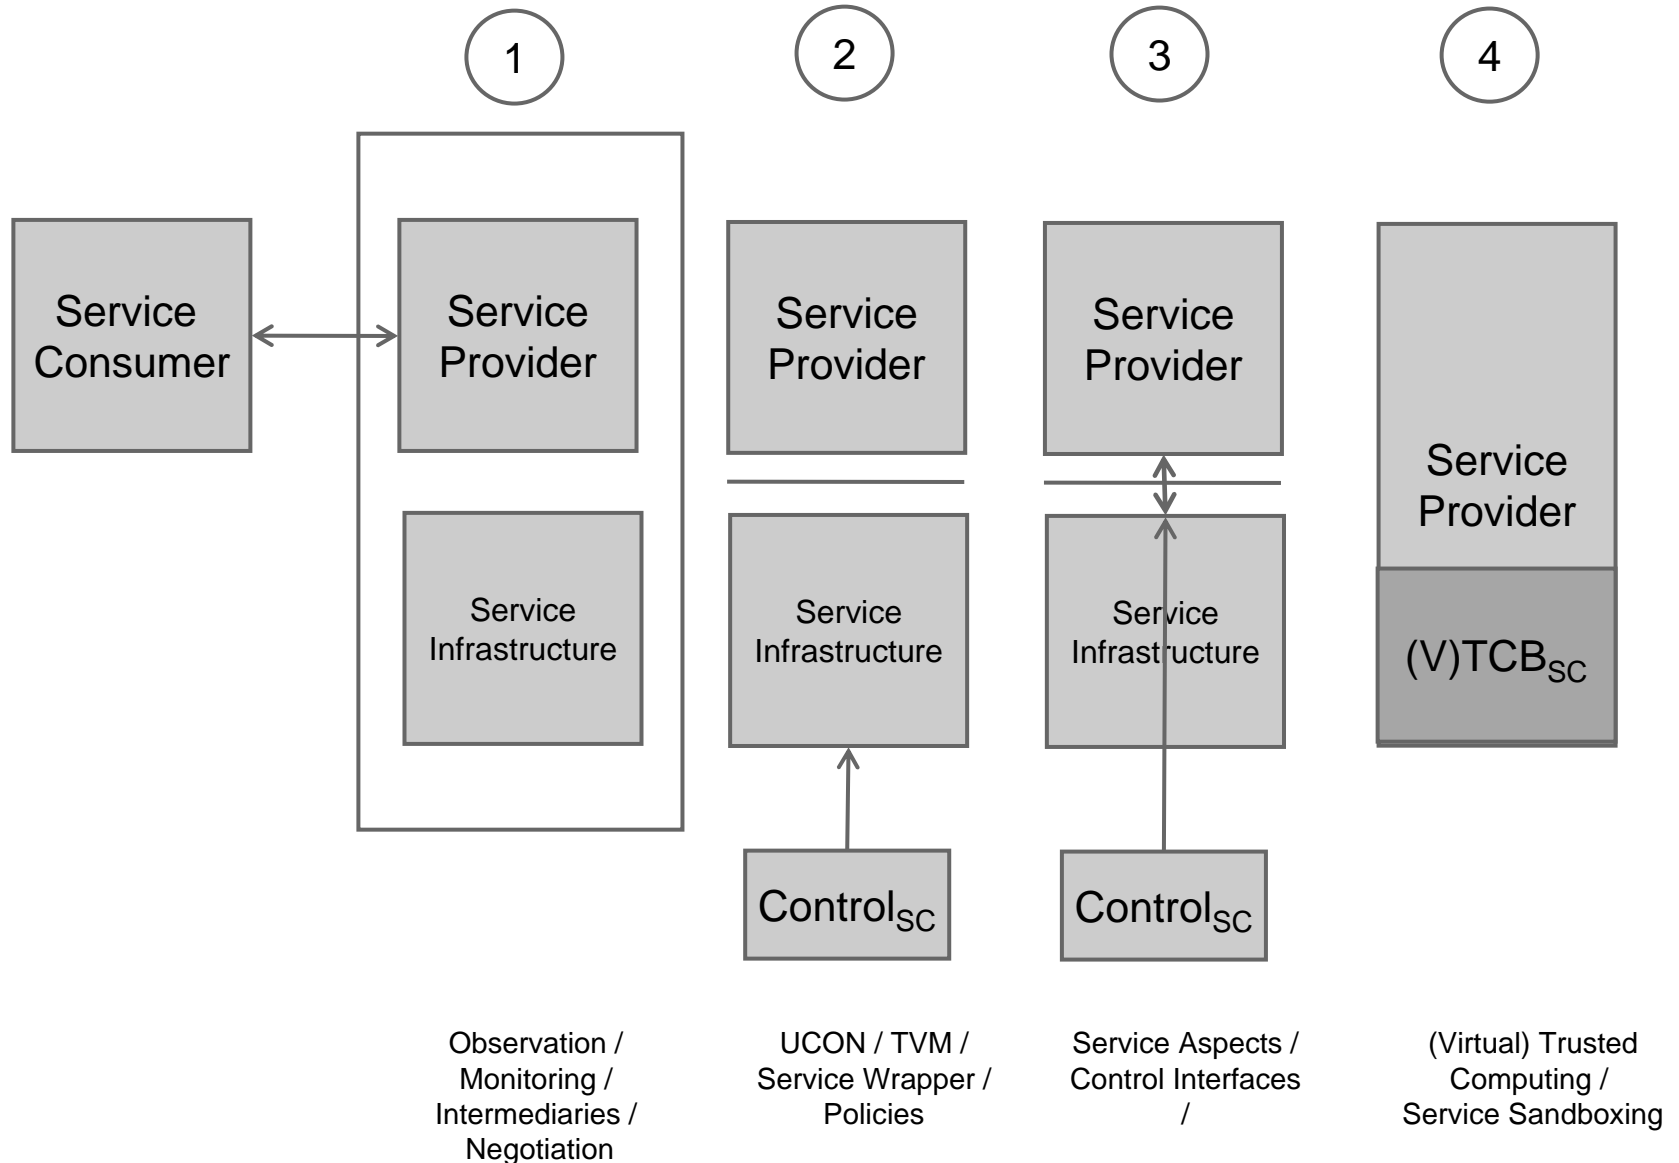 1
2
3
4
Service
Consumer
Service
Provider
Service
Provider
Service
Provider
Service
Provider
Service
Infrastructure
Service
Infrastructure
Service
Infrastructure
(V)TCBSC
ControlSC
ControlSC
Observation /
Monitoring /
Intermediaries /
Negotiation
UCON / TVM /
Service Wrapper /
Policies
Service Aspects /
Control Interfaces
/
(Virtual) Trusted
Computing /
Service Sandboxing